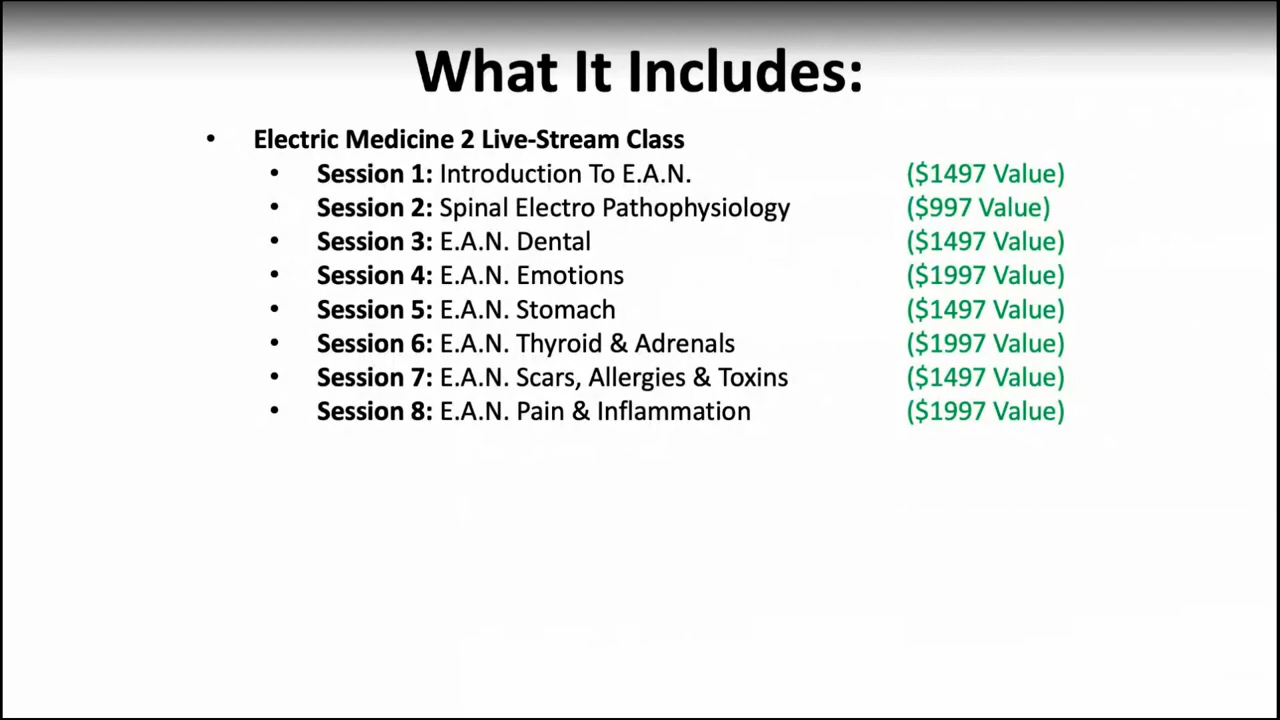 What It Includes:
• Electric Medicine 2 Live-Stream Class
• Session 1: Introduction To E.A.N. ($1497 Value)
• Session 2: Spinal Electro Pathophysiology ($997 Value)
• Session 3: E.A.N. Dental ($1497 Value)
• Session 4: E.A.N. Emotions ($1997 Value)
• Session 5: E.A.N. Stomach ($1497 Value)
• Session 6: E.A.N. Thyroid & Adrenals ($1997 Value)
• Session 7: E.A.N. Scars, Allergies & Toxins ($1497 Value)
• Session 8: E.A.N. Pain & Inflammation ($1997 Value)